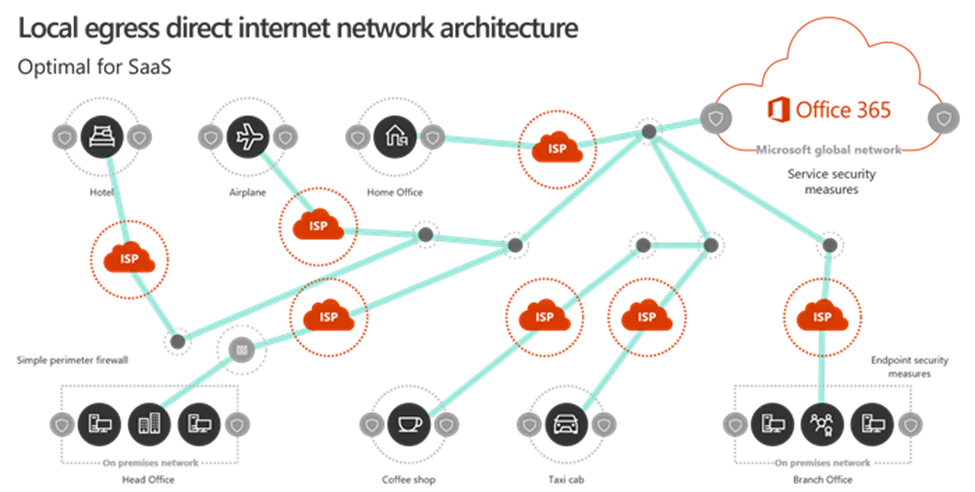 Local egress direct internet network architecture
Optimal for SaaS
Office 365
Microsoft global network
Service security
measures
Hotel
Airplane
Home Office
ISP
ISP
ISP
ISP
ISP
ISP
ISP
Simple perimeter firewall
Endpoint security
measures
On premises network
Head Office
Coffee shop
Taxi cab
On premises network
Branch Office